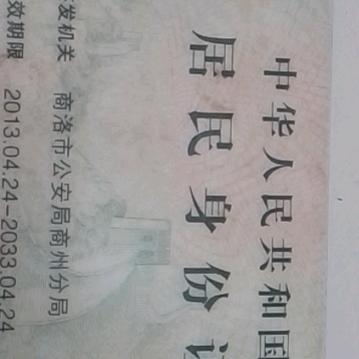 中华人民共和国
居民身份证
发机关 商洛市公安局商州分局
效期限 2013.04.24-2033.04.24